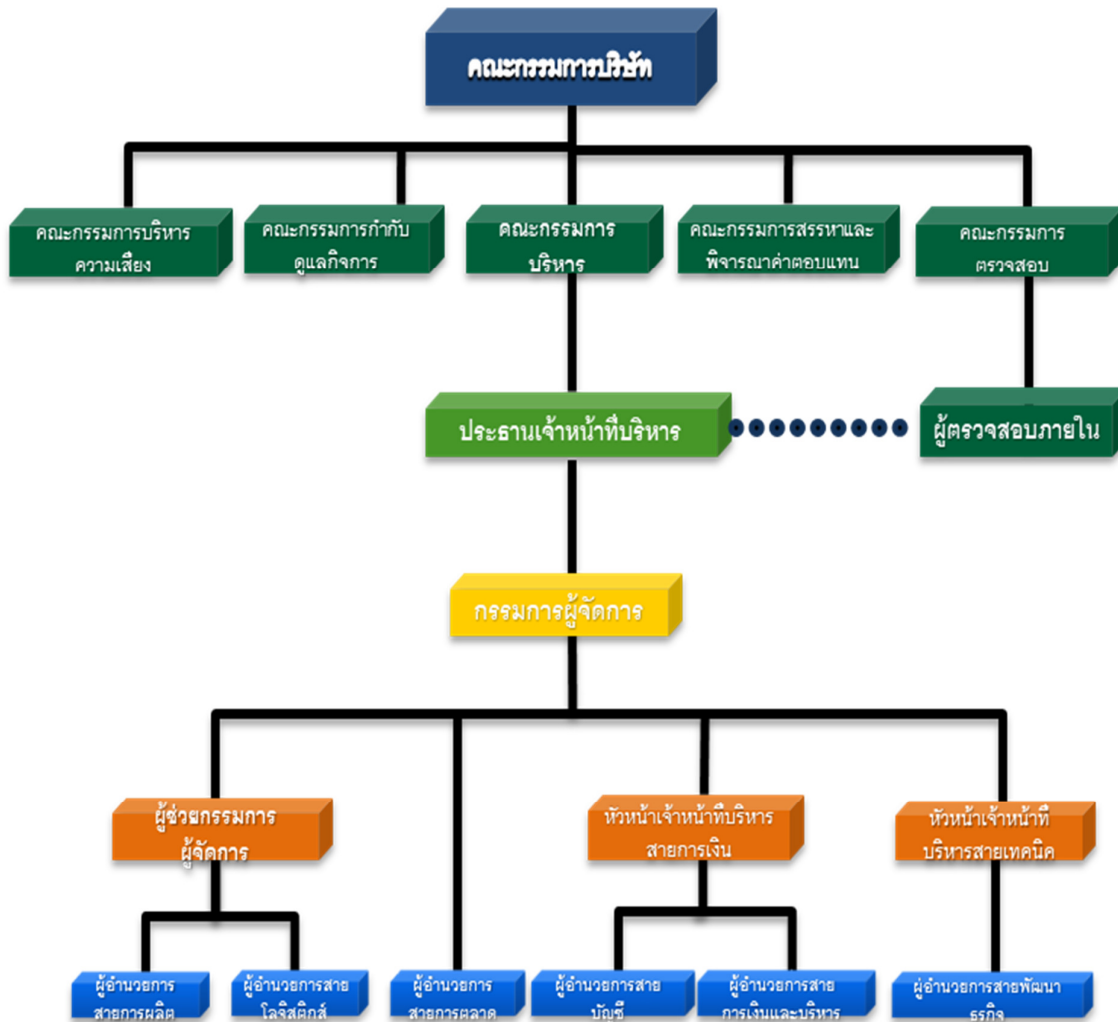 คณะกรรมการบริษัท
คณะกรรมการบริหาร
ความเสี่ยง
คณะกรรมการกำกับ
ดูแลกิจการ
คณะกรรมการ
บริหาร
คณะกรรมการสรรหาและ
พิจารณาค่าตอบแทน
คณะกรรมการ
ตรวจสอบ
ประธานเจ้าหน้าที่บริหาร
ผู้ตรวจสอบภายใน
กรรมการผู้จัดการ
ผู้ช่วยกรรมการ
ผู้จัดการ
หัวหน้าเจ้าหน้าที่บริหาร
สายการเงิน
หัวหน้าเจ้าหน้าที่
บริหารสายเทคนิค
ผู้อำนวยการ
สายการผลิต
ผู้อำนวยการสาย
โลจิสติกส์
ผู้อำนวยการ
สายการตลาด
ผู้อำนวยการสาย
บัญชี
ผู้อำนวยการสาย
การเงินและบริหาร
ผู่อำนวยการสายพัฒนา
ธุรกิจ